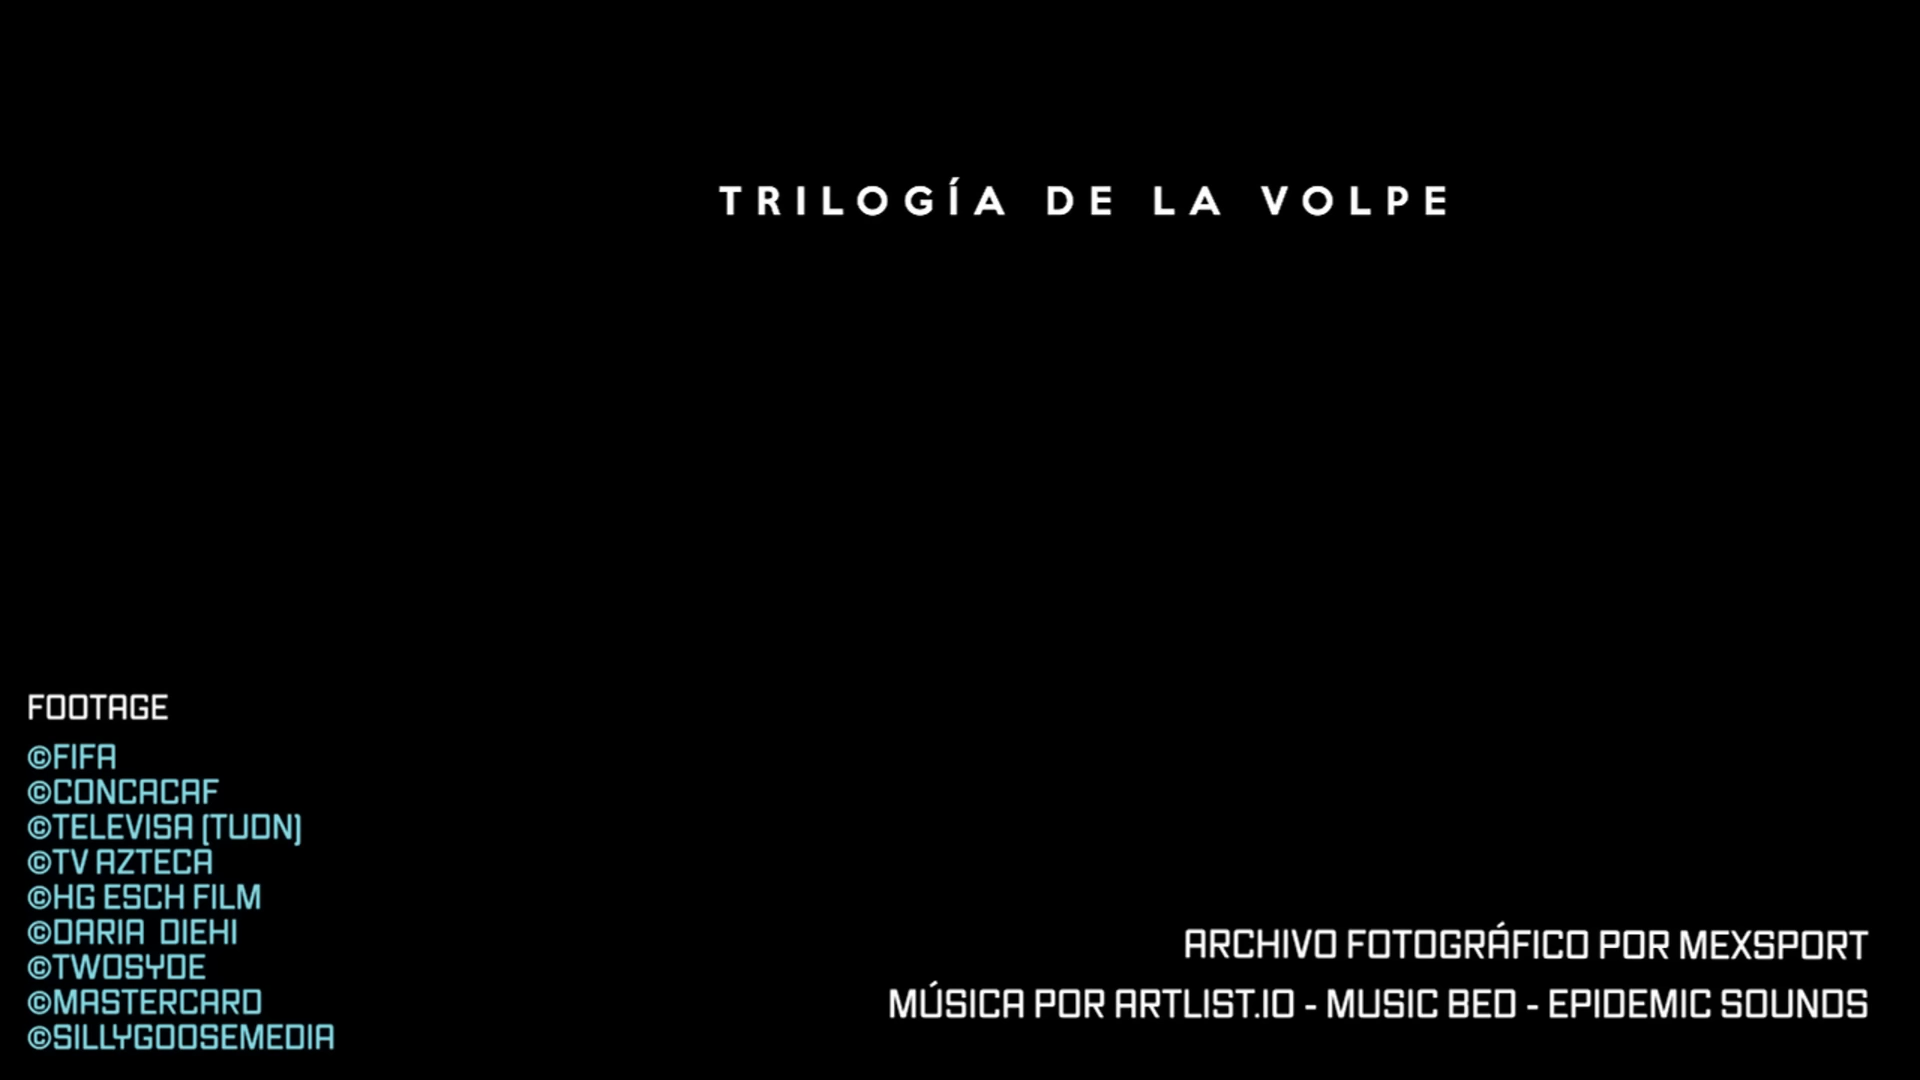 TRILOGÍA DE LA VOLPE
FOOTAGE
©FIFA
©CONCACAF
©TELEVISA (TUDN)
©TV AZTECA
©HG ESCH FILM
©DARIA DIEHI
©TWOSYDE
©MASTERCARD
©SILLYGOOSEMEDIA
ARCHIVO FOTOGRÁFICO POR MEXSPORT
MÚSICA POR ARTLIST.IO - MUSIC BED - EPIDEMIC SOUNDS